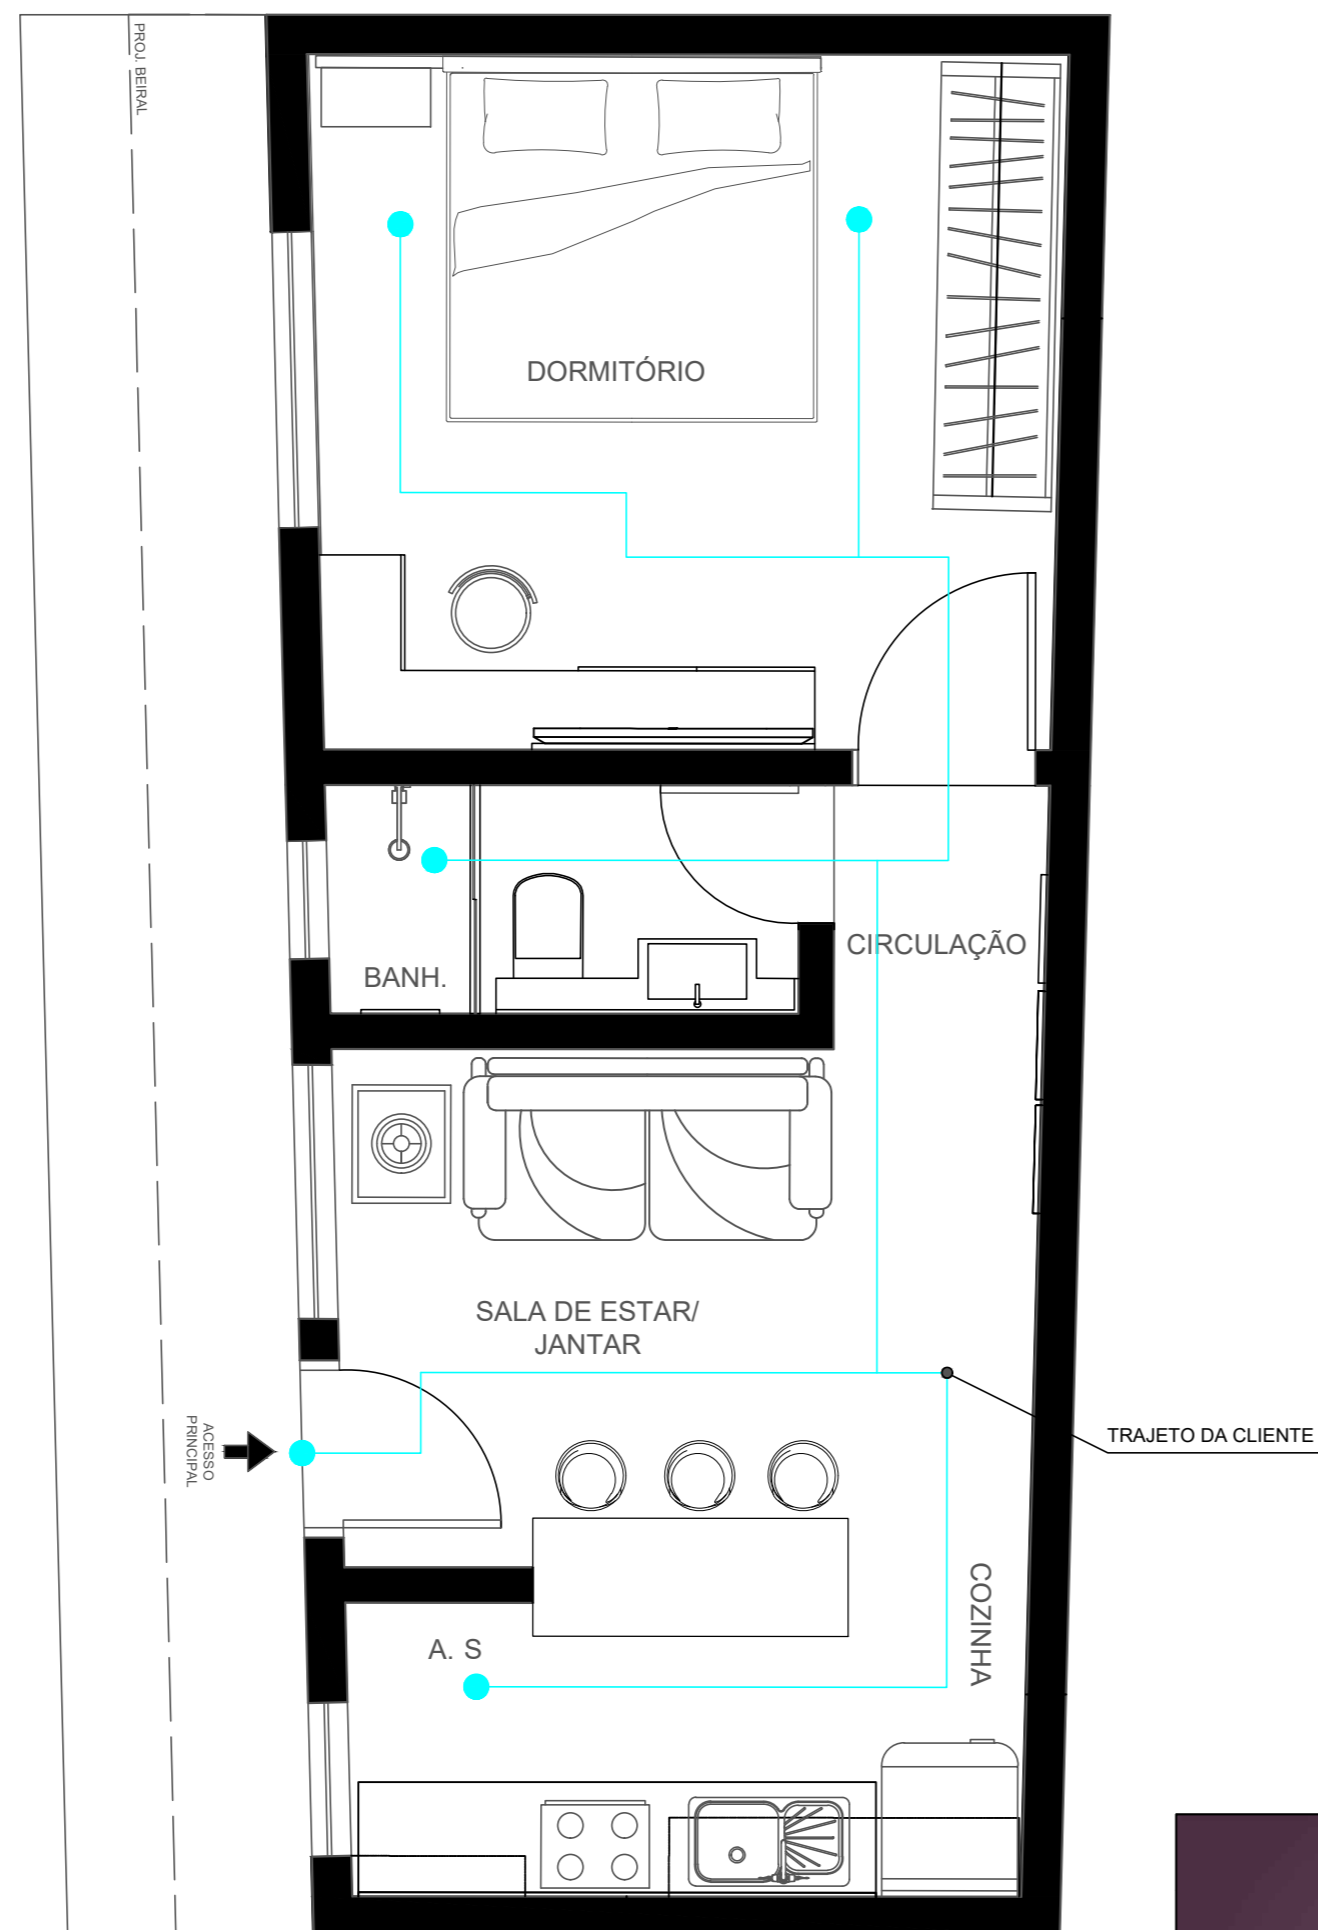 PROJ. BEIRAL
DORMITÓRIO
CIRCULAÇÃO
BANH.
SALA DE ESTAR/
JANTAR
ACESSO
PRINCIPAL
TRAJETO DA CLIENTE
COZINHA
A. S